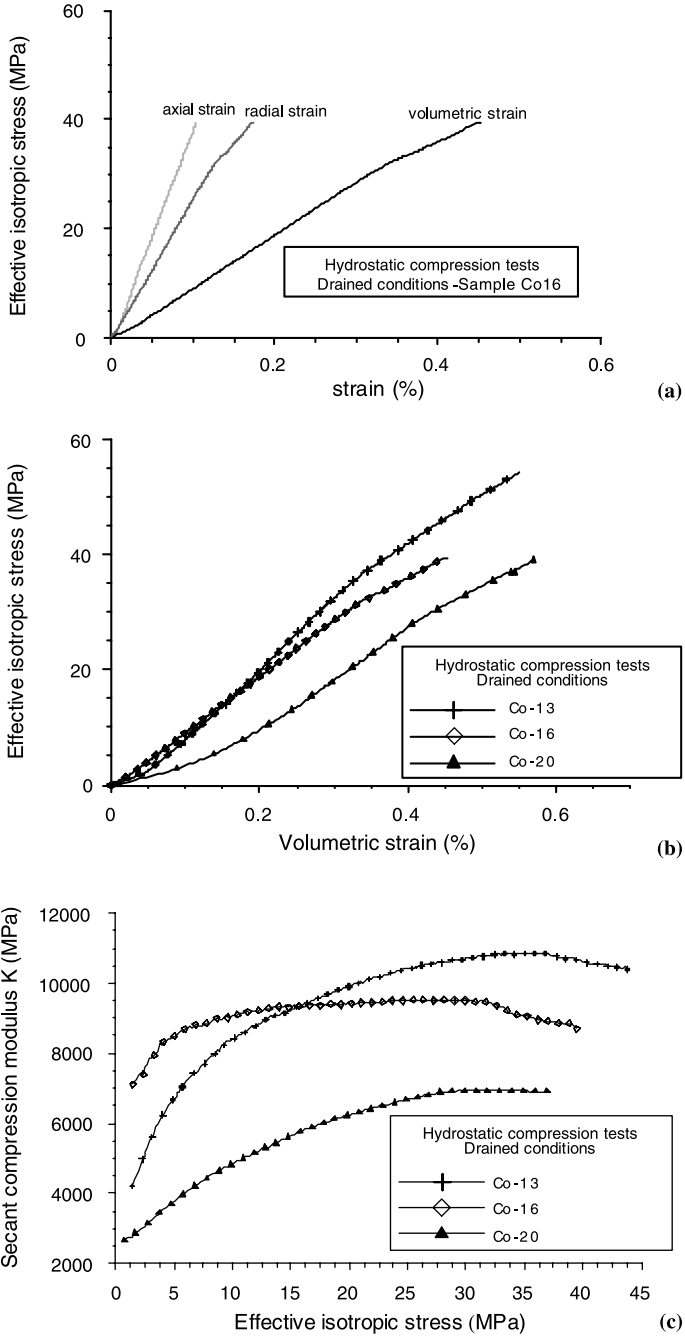 60
40
20
0
Effective isotropic stress (MPa)
axial strain
radial strain
volumetric strain
Hydrostatic compression tests
Drained conditions -Sample Co16
0
0.2
0.4
0.6
strain (%)
(a)
60
40
20
0
Effective isotropic stress (MPa)
Hydrostatic compression tests
Drained conditions
Co-13
Co-16
Co-20
0
0.2
0.4
0.6
Volumetric strain (%)
(b)
12000
10000
8000
6000
4000
2000
Secant compression modulus K (MPa)
Hydrostatic compression tests
Drained conditions
Co-13
Co-16
Co-20
0
5
10
15
20
25
30
35
40
45
Effective isotropic stress (MPa)
(c)